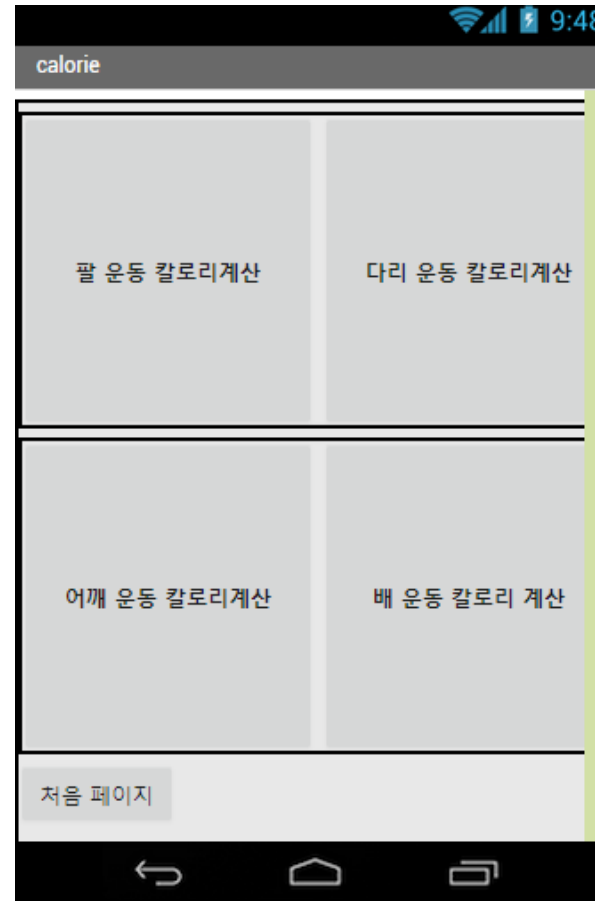 9:48
calorie
팔 운동 칼로리계산
다리 운동 칼로리계산
어깨 운동 칼로리계산
배 운동 칼로리 계산
처음 페이지